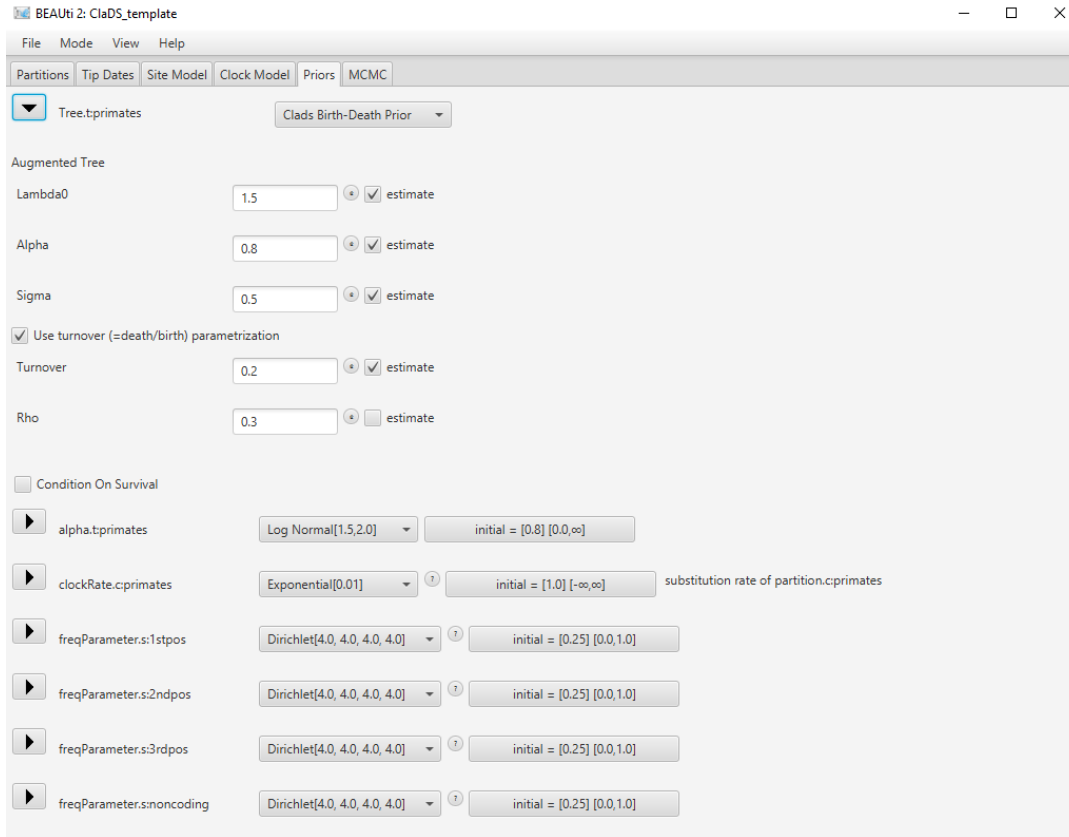 BEAUti 2: ClaDS_template
File Mode View Help
Partitions Tip Dates Site Model Clock Model Priors MCMC
Tree.t:primates Clads Birth-Death Prior
Augmented Tree
Lambda0 1.5 estimate
Alpha 0.8 estimate
Sigma 0.5 estimate
Use turnover (=death/birth) parametrization
Turnover 0.2 estimate
Rho 0.3 estimate
Condition On Survival
alpha.t:primates Log Normal[1.5,2.0] initial = [0.8] [0.0,∞]
clockRate.c:primates Exponential[0.01] ? initial = [1.0] [-∞,∞] substitution rate of partition.c:primates
freqParameter.s:1stpos Dirichlet[4.0, 4.0, 4.0, 4.0] ? initial = [0.25] [0.0,1.0]
freqParameter.s:2ndpos Dirichlet[4.0, 4.0, 4.0, 4.0] ? initial = [0.25] [0.0,1.0]
freqParameter.s:3rdpos Dirichlet[4.0, 4.0, 4.0, 4.0] ? initial = [0.25] [0.0,1.0]
freqParameter.s:noncoding Dirichlet[4.0, 4.0, 4.0, 4.0] ? initial = [0.25] [0.0,1.0]